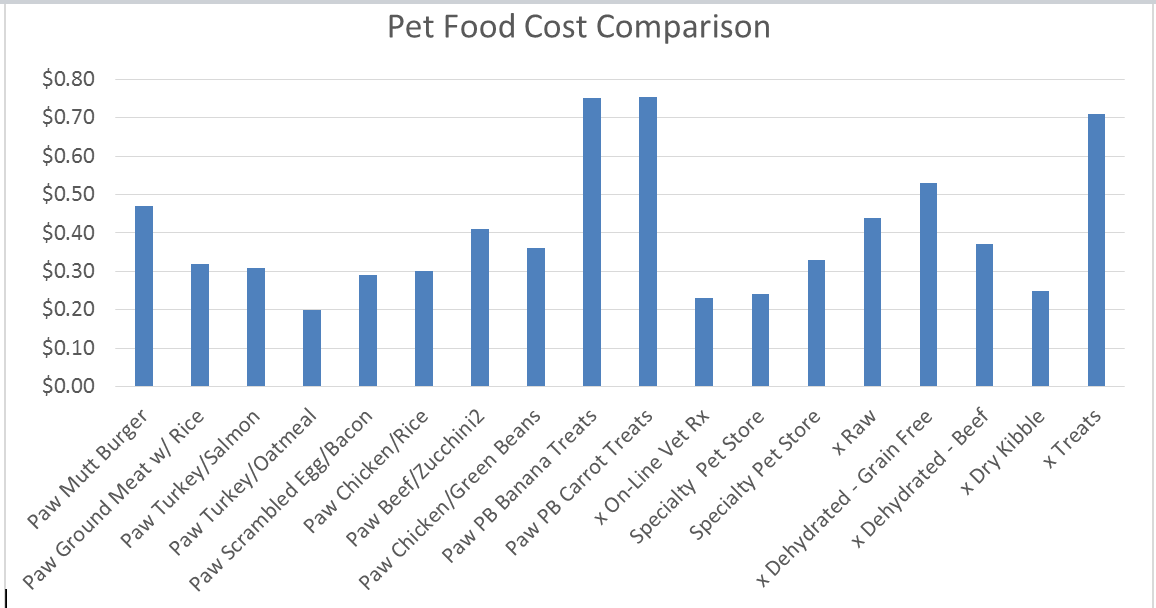 Pet Food Cost Comparison
$0.80
$0.70
$0.60
$0.50
$0.40
$0.30
$0.20
$0.10
$0.00
Paw Mutt Burger
Paw Ground Meat w/ Rice
Paw Turkey/Salmon
Paw Turkey/Oatmeal
Paw Scrambled Egg/Bacon
Paw Chicken/Rice
Paw Beef/Zucchini2
Paw Chicken/Green Beans
Paw PB Banana Treats
Paw PB Carrot Treats
x On-Line Vet Rx
Specialty  Pet Store
Specialty Pet Store
x Raw
x Dehydrated - Grain Free
x Dehydrated - Beef
x Dry Kibble
x Treats